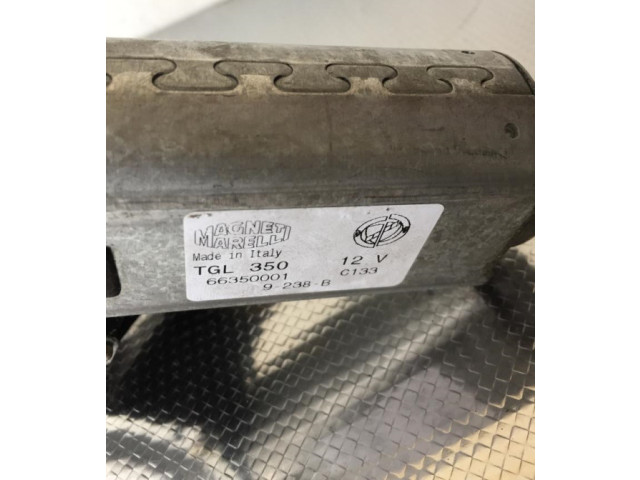 MAGNETI
MARELLI
Made in Italy
TGL 350 12 V
66350001 C133
9-238-B